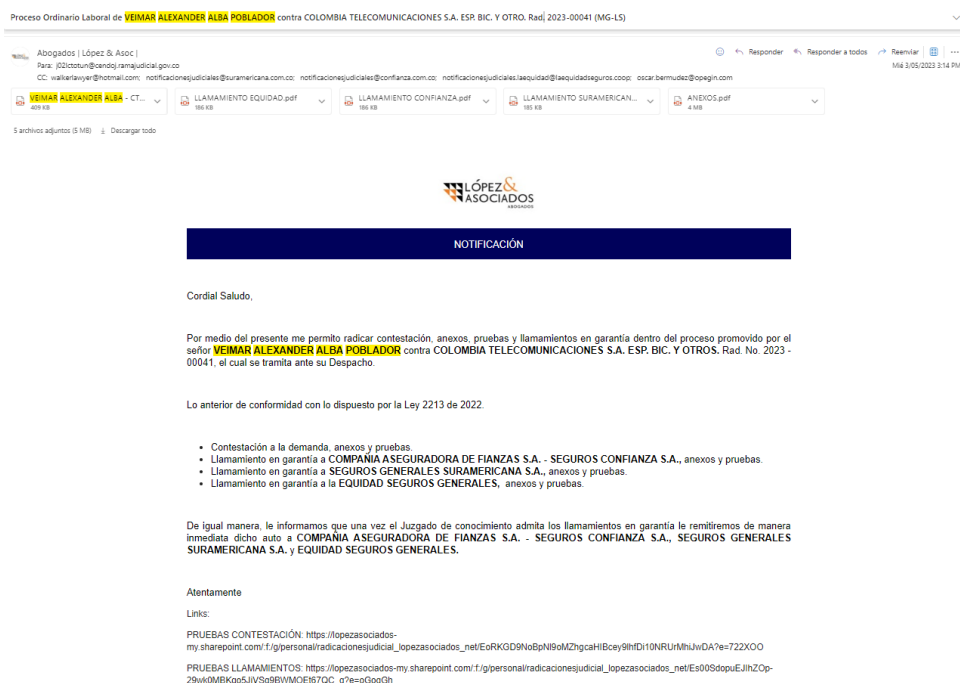 Proceso Ordinario Laboral de VEIMAR ALEXANDER ALBA POBLADOR contra COLOMBIA TELECOMUNICACIONES S.A. ESP. BIC. Y OTRO. Rad. 2023-00041 (MG-LS)
Abogados | López & Asoc |
Responder Responder a todos Reenviar
Para: j02lctotun@cendoj.ramajudicial.gov.co
Mié 3/05/2023 3:14 PM
CC: walkerlawyer@hotmail.com; notificacionesjudiciales@suramericana.com.co; notificacionesjudiciales@confianza.com.co; notificacionesjudiciales.laequidad@laequidadseguros.coop; oscar.bermudez@opegin.com
VEIMAR ALEXANDER ALBA - CT...
409 KB
LLAMAMIENTO EQUIDAD.pdf
186 KB
LLAMAMIENTO CONFIANZA.pdf
186 KB
LLAMAMIENTO SURAMERICAN...
185 KB
ANEXOS.pdf
4 MB
5 archivos adjuntos (5 MB) Descargar todo
LÓPEZ&
ASOCIADOS
ABOGADOS
NOTIFICACIÓN
Cordial Saludo,
Por medio del presente me permito radicar contestación, anexos, pruebas y llamamientos en garantía dentro del proceso promovido por el
señor VEIMAR ALEXANDER ALBA POBLADOR contra COLOMBIA TELECOMUNICACIONES S.A. ESP. BIC. Y OTROS. Rad. No. 2023 -
00041, el cual se tramita ante su Despacho.
Lo anterior de conformidad con lo dispuesto por la Ley 2213 de 2022.
• Contestación a la demanda, anexos y pruebas.
• Llamamiento en garantía a COMPAÑIA ASEGURADORA DE FIANZAS S.A. - SEGUROS CONFIANZA S.A., anexos y pruebas.
• Llamamiento en garantía a SEGUROS GENERALES SURAMERICANA S.A., anexos y pruebas.
• Llamamiento en garantía a la EQUIDAD SEGUROS GENERALES, anexos y pruebas.
De igual manera, le informamos que una vez el Juzgado de conocimiento admita los llamamientos en garantía le remitiremos de manera
inmediata dicho auto a COMPAÑIA ASEGURADORA DE FIANZAS S.A. - SEGUROS CONFIANZA S.A., SEGUROS GENERALES
SURAMERICANA S.A. y EQUIDAD SEGUROS GENERALES.
Atentamente
Links:
PRUEBAS CONTESTACIÓN: https://lopezasociados-
my.sharepoint.com/:f:/g/personal/radicacionesjudicial_lopezasociados_net/EoRKGD9NoBpNl9oMZhgcaHIBcey9lhfDi10NRUrMhiJwDA?e=722XOO
PRUEBAS LLAMAMIENTOS: https://lopezasociados-my.sharepoint.com/:f:/g/personal/radicacionesjudicial_lopezasociados_net/Es00SdopuEJIhZOp-
29wk0MBKgo5JiVSg9BWMOEt67QC_g?e=oGogGh